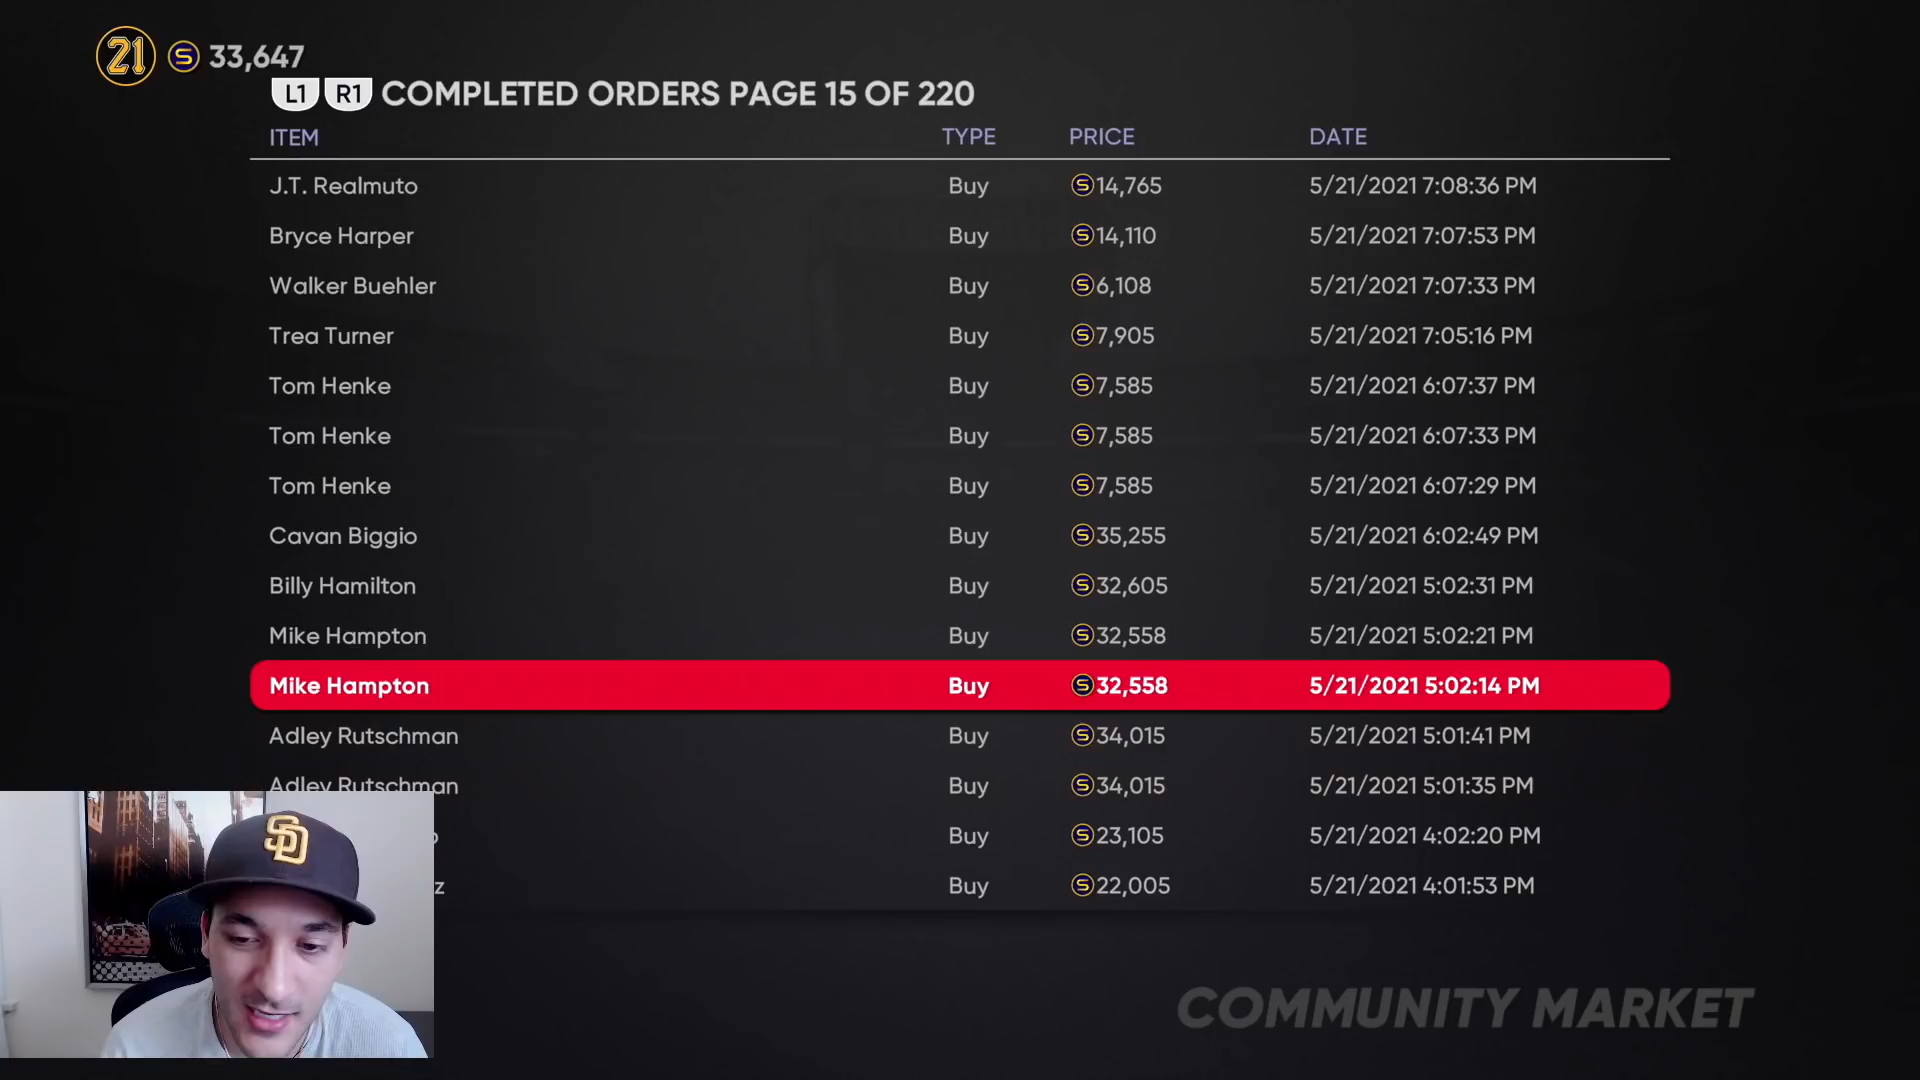 21 S 33,647
L1 R1 COMPLETED ORDERS PAGE 15 OF 220
ITEM TYPE PRICE DATE
J.T. Realmuto Buy S 14,765 5/21/2021 7:08:36 PM
Bryce Harper Buy S 14,110 5/21/2021 7:07:53 PM
Walker Buehler Buy S 6,108 5/21/2021 7:07:33 PM
Trea Turner Buy S 7,905 5/21/2021 7:05:16 PM
Tom Henke Buy S 7,585 5/21/2021 6:07:37 PM
Tom Henke Buy S 7,585 5/21/2021 6:07:33 PM
Tom Henke Buy S 7,585 5/21/2021 6:07:29 PM
Cavan Biggio Buy S 35,255 5/21/2021 6:02:49 PM
Billy Hamilton Buy S 32,605 5/21/2021 5:02:31 PM
Mike Hampton Buy S 32,558 5/21/2021 5:02:21 PM
Mike Hampton Buy S 32,558 5/21/2021 5:02:14 PM
Adley Rutschman Buy S 34,015 5/21/2021 5:01:41 PM
Adley Rutschman Buy S 34,015 5/21/2021 5:01:35 PM
Buy S 23,105 5/21/2021 4:02:20 PM
z Buy S 22,005 5/21/2021 4:01:53 PM
SD
COMMUNITY MARKET